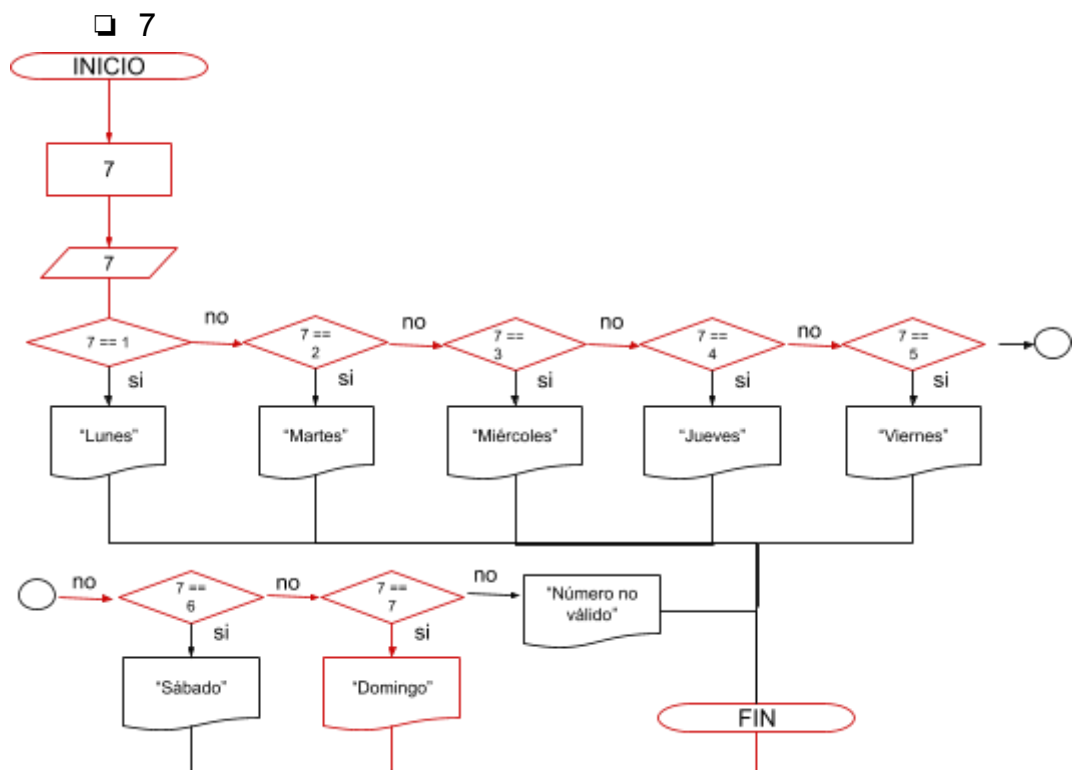 ❏ 7
INICIO
7
7
7 == 1
no
7 ==
2
no
7 ==
3
no
7 ==
4
no
7 ==
5
si
si
si
si
si
"Lunes"
"Martes"
"Miércoles"
"Jueves"
"Viernes"
no
7 ==
6
no
7 ==
7
no
"Número no
válido"
si
si
"Sábado"
"Domingo"
FIN